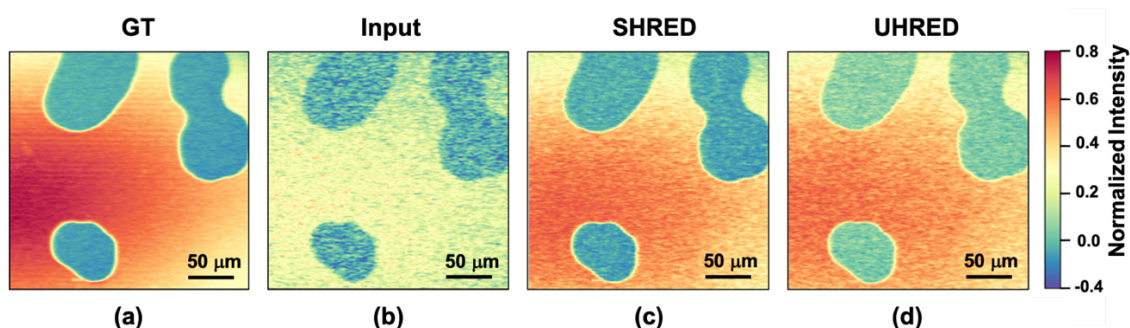 GT Input SHRED UHRED
50 μm 50 μm 50 μm 50 μm
0.8
0.6
0.4
0.2
0.0
-0.4
Normalized Intensity
(a) (b) (c) (d)